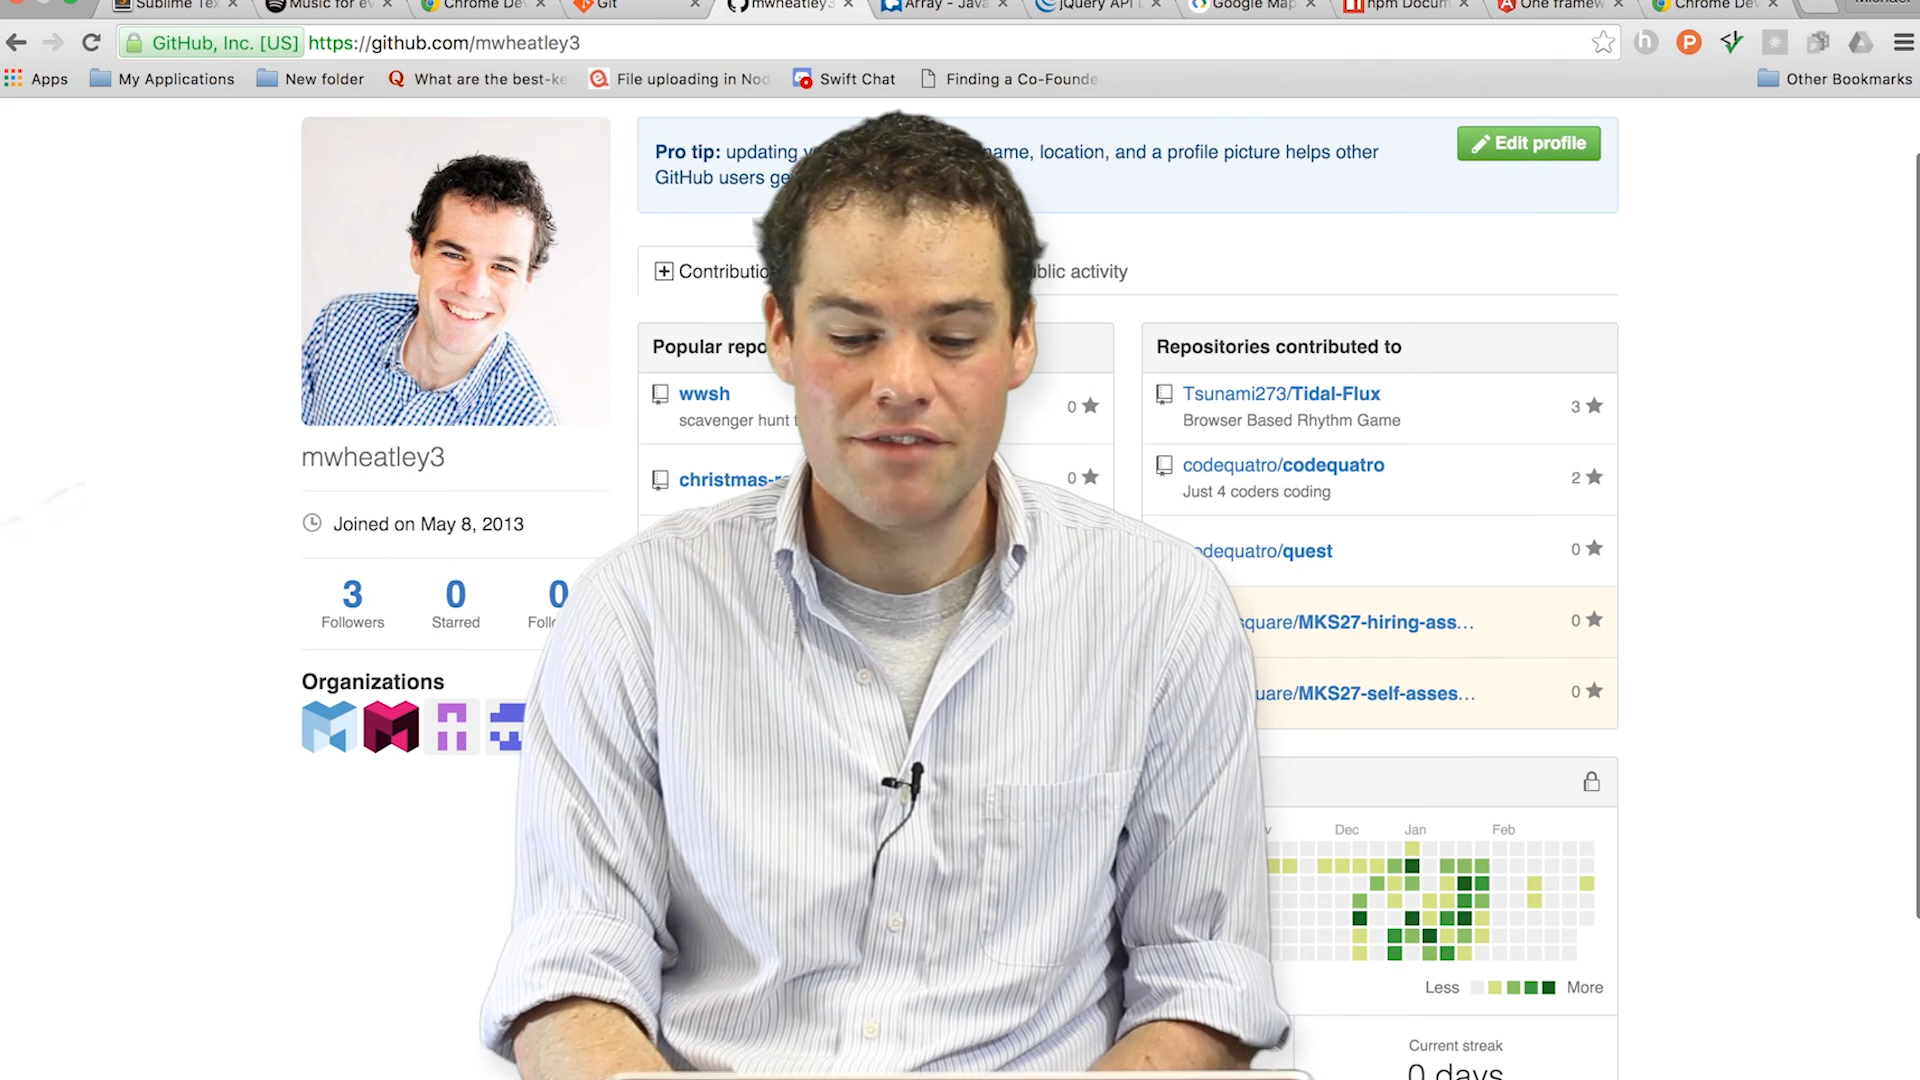 Sublime Tex
Music for e
Chrome De
Git
mwheatley3
Array - Java
jQuery API D
Google Map
npm Docum
One framew
Chrome De
Michael
GitHub, Inc. [US] https://github.com/mwheatley3
Apps
My Applications
New folder
What are the best-ke
File uploading in Nod
Swift Chat
Finding a Co-Founde
Other Bookmarks
Pro tip: updating y ame, location, and a profile picture helps other
GitHub users ge
Edit profile
Contributio
blic activity
mwheatley3
Joined on May 8, 2013
3
Followers
0
Starred
0
Follo
Organizations
Popular repo
wwsh
scavenger hunt t
0
christmas-r
0
Repositories contributed to
Tsunami273/Tidal-Flux
Browser Based Rhythm Game
3
codequatro/codequatro
Just 4 coders coding
2
odequatro/quest
0
square/MKS27-hiring-ass...
0
uare/MKS27-self-asses...
0
v Dec Jan Feb
Less More
Current streak
0 days